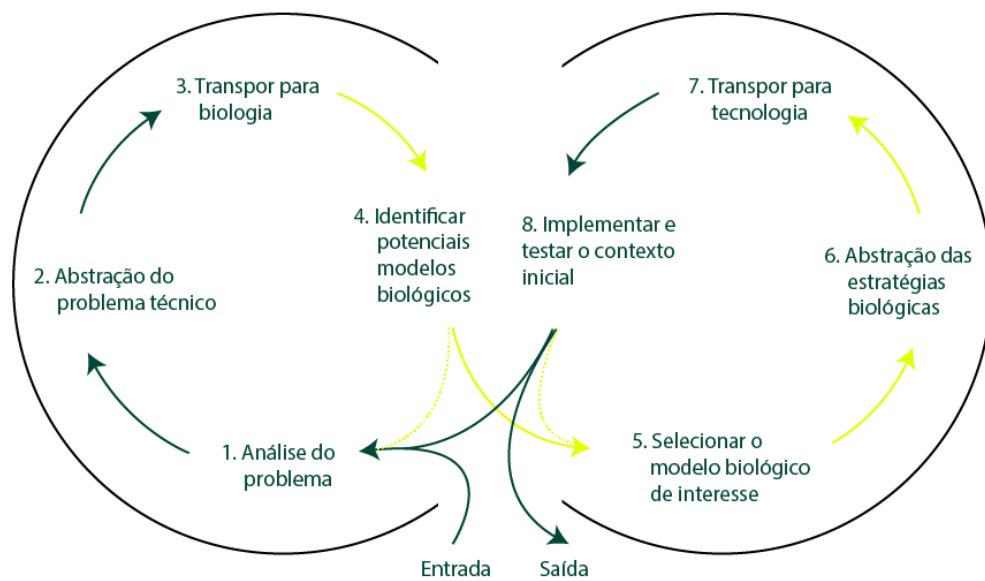 3. Transpor para
biologia
7. Transpor para
tecnologia
4. Identificar
potenciais
modelos
biológicos
8. Implementar e
testar o contexto
inicial
2. Abstração do
problema técnico
6. Abstração das
estratégias
biológicas
1. Análise do
problema
5. Selecionar o
modelo biológico
de interesse
Entrada
Saída